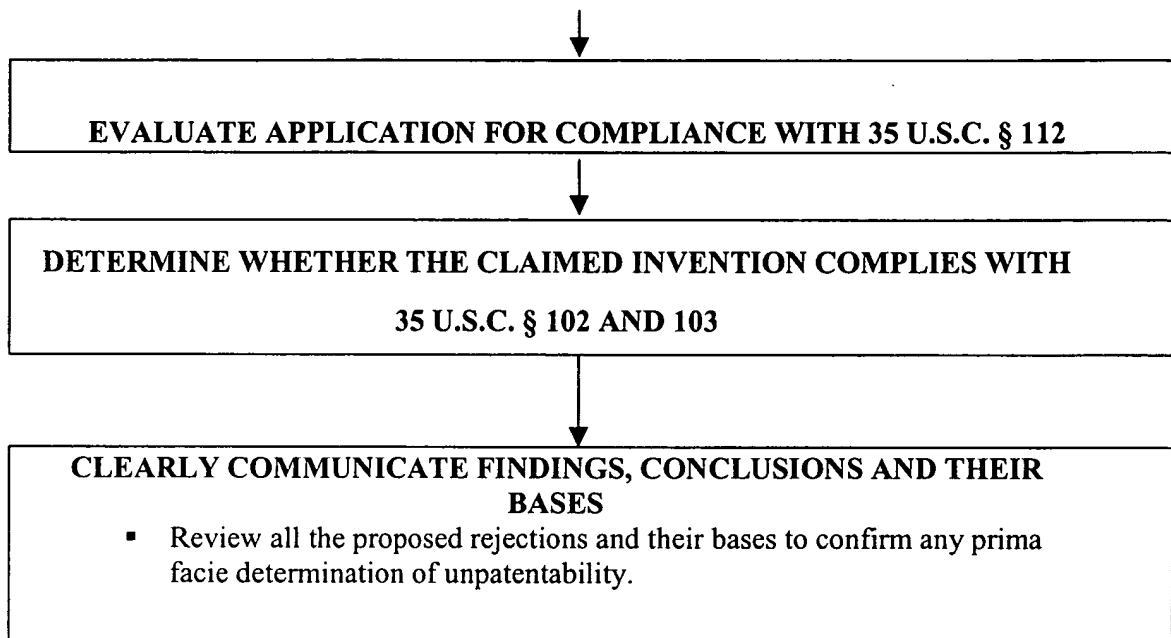 EVALUATE APPLICATION FOR COMPLIANCE WITH 35 U.S.C. § 112
DETERMINE WHETHER THE CLAIMED INVENTION COMPLIES WITH
35 U.S.C. § 102 AND 103
CLEARLY COMMUNICATE FINDINGS, CONCLUSIONS AND THEIR
BASES
▪ Review all the proposed rejections and their bases to confirm any prima
facie determination of unpatentability.